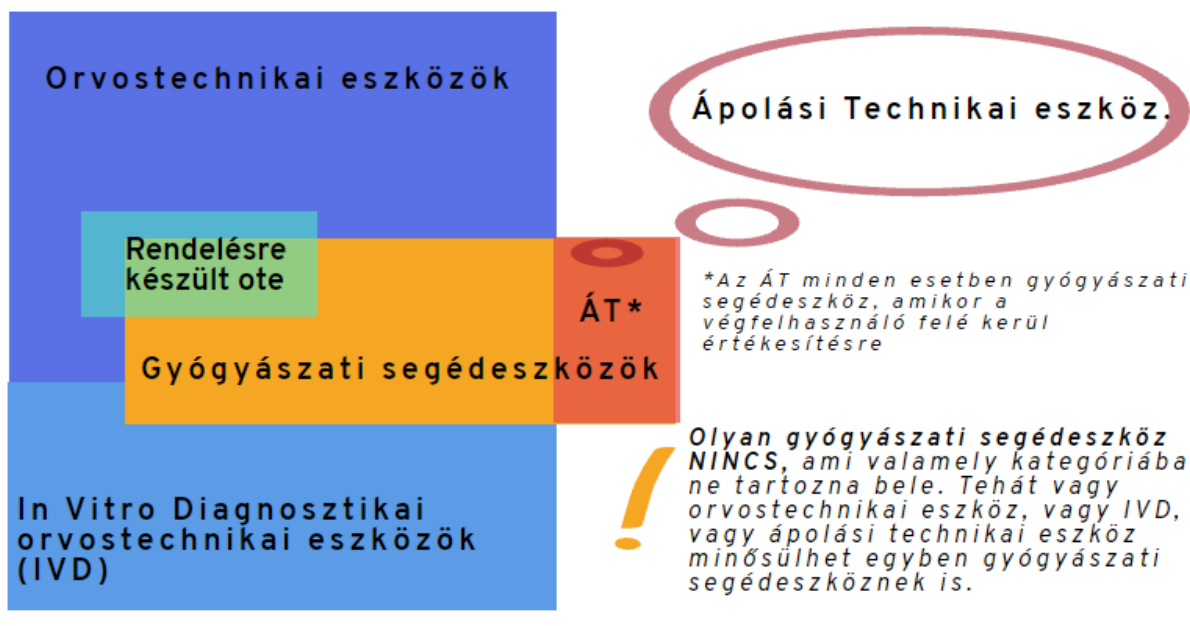 Orvostechnikai eszközök
Ápolási Technikai eszköz.
Rendelésre
készült ote
ÁT*
Gyógyászati segédeszközök
*Az ÁT minden esetben gyógyászati
segédeszköz, amikor a
végfelhasználó felé kerül
értékesítésre
In Vitro Diagnosztikai
orvostechnikai eszközök
(IVD)
!
Olyan gyógyászati segédeszköz
NINCS, ami valamely kategóriába
ne tartozna bele. Tehát vagy
orvostechnikai eszköz, vagy IVD,
vagy ápolási technikai eszköz
minősülhet egyben gyógyászati
segédeszköznek is.